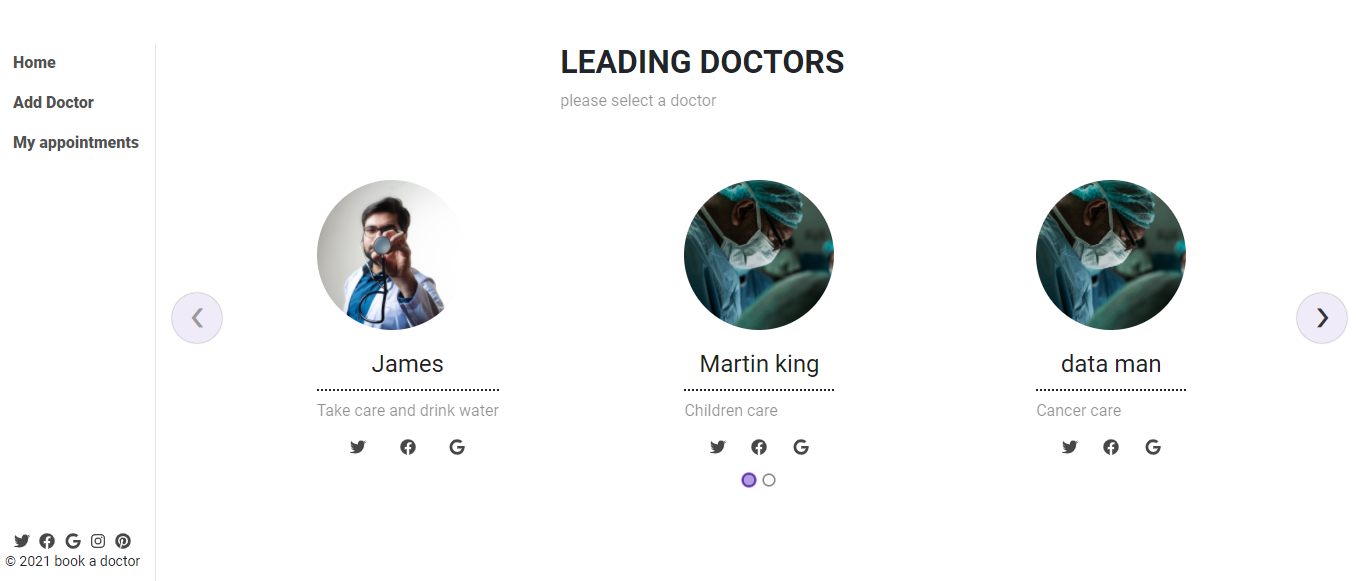 Home
Add Doctor
My appointments
LEADING DOCTORS
please select a doctor
James
Take care and drink water
Martin king
Children care
data man
Cancer care
© 2021 book a doctor